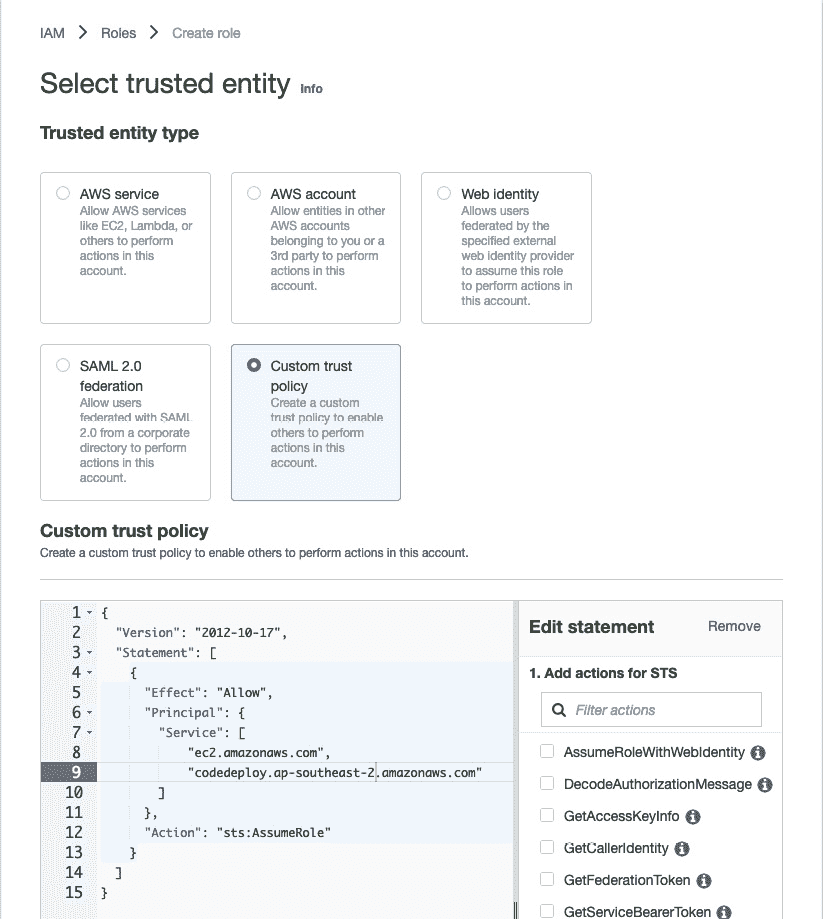 IAM > Roles > Create role
Select trusted entity Info
Trusted entity type
AWS service
Allow AWS services
like EC2, Lambda, or
others to perform
actions in this
account.
AWS account
Allow entities in other
AWS accounts
belonging to you or a
3rd party to perform
actions in this
account.
Web identity
Allows users
federated by the
specified external
web identity provider
to assume this role
to perform actions in
this account.
SAML 2.0
federation
Allow users
federated with SAML
2.0 from a corporate
directory to perform
actions in this
account.
Custom trust
policy
Create a custom
trust policy to enable
others to perform
actions in this
account.
Custom trust policy
Create a custom trust policy to enable others to perform actions in this account.
1 {
2 "Version": "2012-10-17",
3 "Statement": [
4 {
5 "Effect": "Allow",
6 "Principal": {
7 "Service": [
8 "ec2.amazonaws.com",
9 "codedeploy.ap-southeast-2.amazonaws.com"
10 ]
11 },
12 "Action": "sts:AssumeRole"
13 }
14 ]
15 }
Edit statement Remove
1. Add actions for STS
Filter actions
AssumeRoleWithWebIdentity
DecodeAuthorizationMessage
GetAccessKeyInfo
GetCallerIdentity
GetFederationToken
GetServiceBearerToken